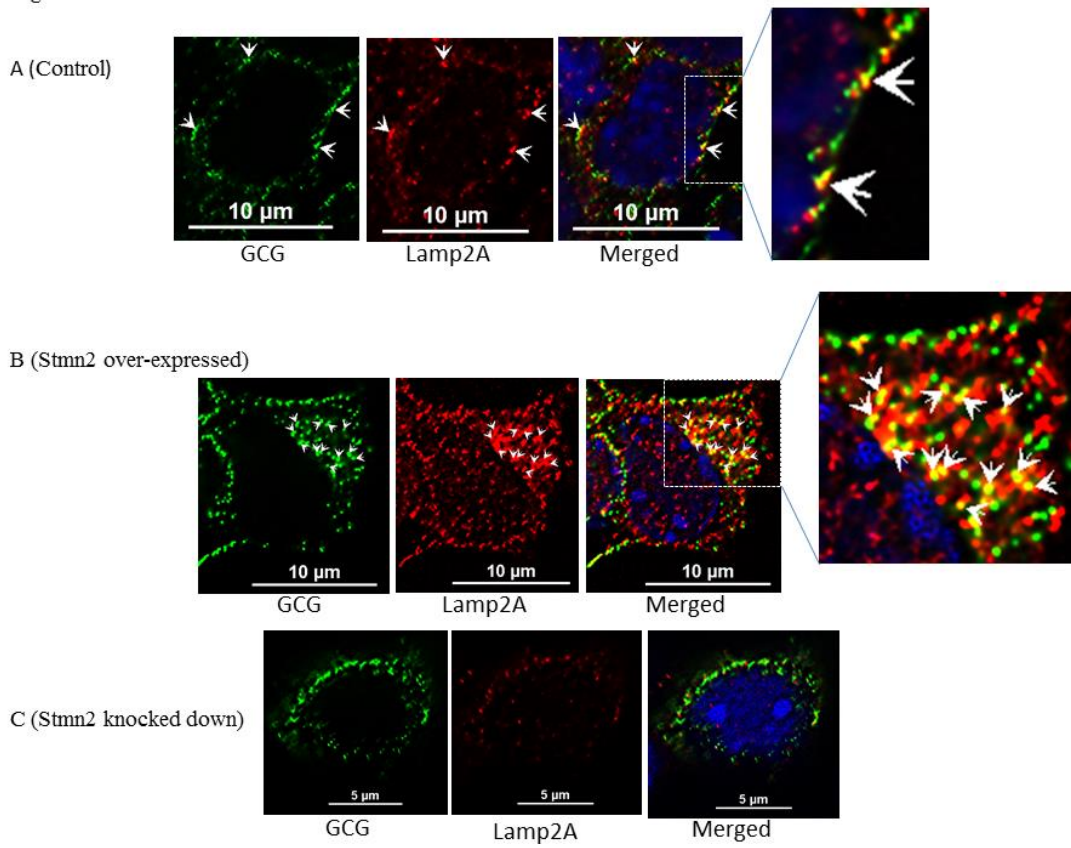 A (Control)
10 µm
10 µm
10 µm
GCG
Lamp2A
Merged
B (Stmn2 over-expressed)
10 µm
10 µm
10 µm
GCG
Lamp2A
Merged
C (Stmn2 knocked down)
5 µm
5 µm
5 µm
GCG
Lamp2A
Merged